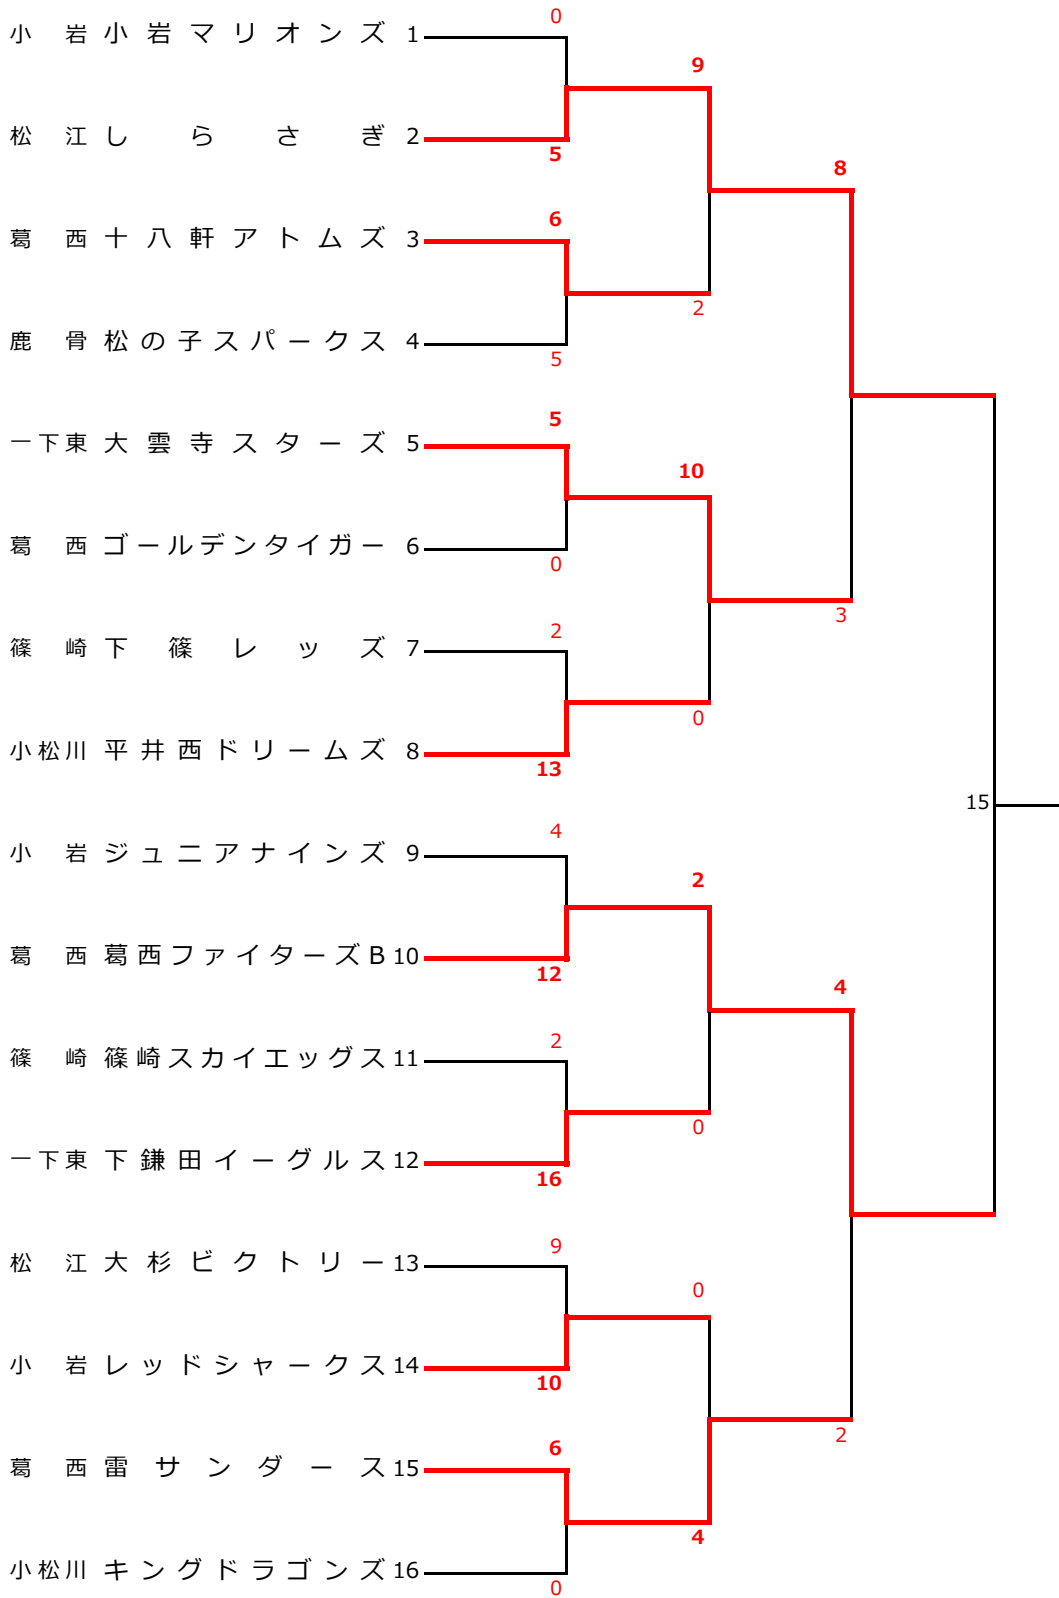 0
小 岩 小岩マリオンズ 1
9
松 江 しらさぎ 2
5
8
6
葛 西 十八軒アトムズ 3
2
鹿 骨 松の子スパークス 4
5
5
一下東 大雲寺スターズ 5
10
葛 西 ゴールデンタイガー 6
0
3
2
篠 崎 下篠レッズ 7
0
小松川 平井西ドリームズ 8
13
15
4
小 岩 ジュニアナインズ 9
2
葛 西 葛西ファイターズB 10
12
4
2
篠 崎 篠崎スカイエッグス 11
0
一下東 下鎌田イーグルス 12
16
9
松 江 大杉ビクトリー 13
0
小 岩 レッドシャークス 14
10
2
6
葛 西 雷サンダース 15
4
小松川 キングドラゴンズ 16
0